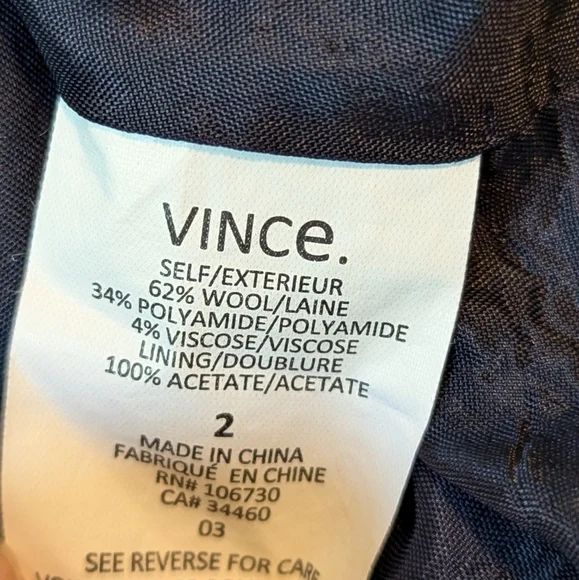 VINCe.
SELF/EXTERIEUR
62% WOOL/LAINE
34% POLYAMIDE/POLYAMIDE
4% VISCOSE/VISCOSE
LINING/DOUBLURE
100% ACETATE/ACETATE
2
MADE IN CHINA
FABRIQUÉ EN CHINE
RN# 106730
CA# 34460
03
SEE REVERSE FOR CARE